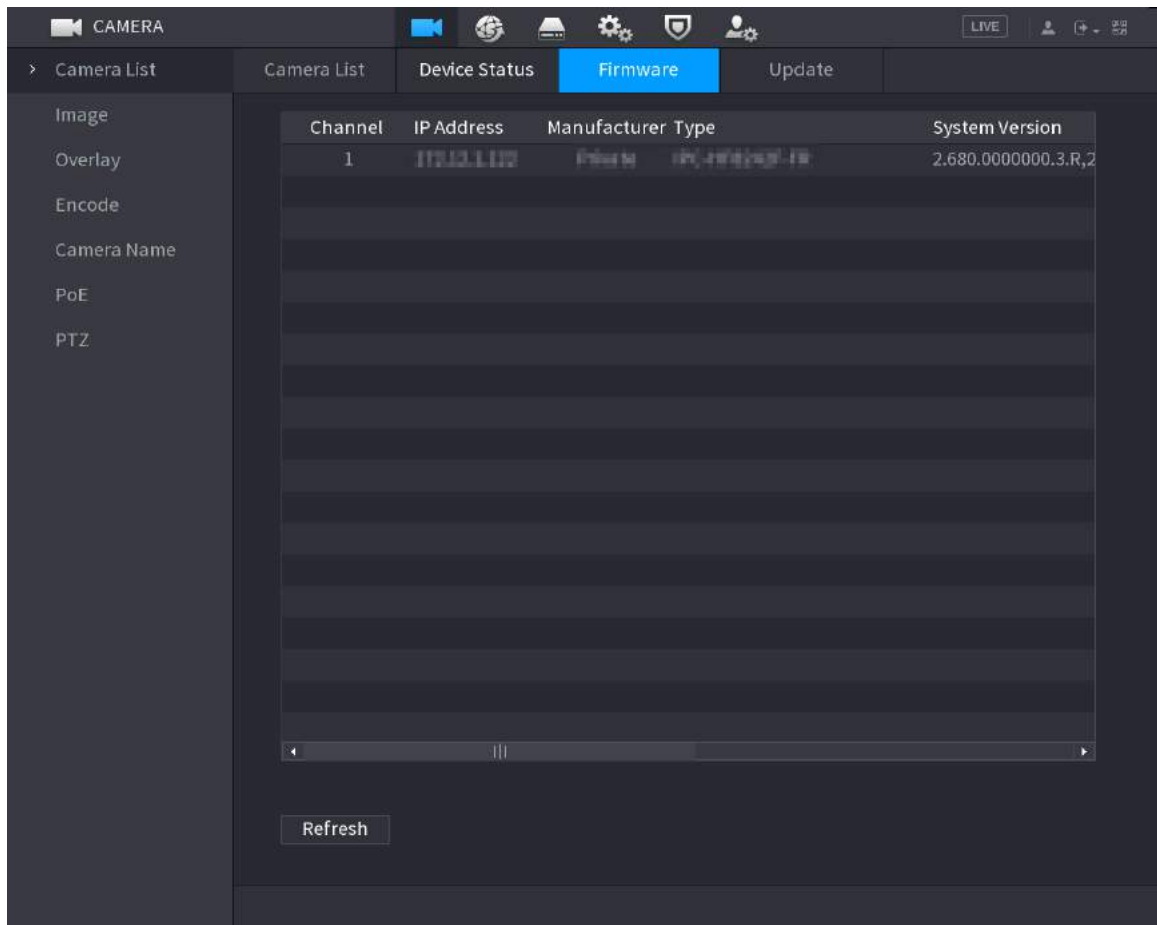 CAMERA LIVE
> Camera List Camera List Device Status Firmware Update
Image
Channel IP Address Manufacturer Type System Version
Overlay
1 2.680.0000000.3.R,2
Encode
Camera Name
PoE
PTZ
Refresh